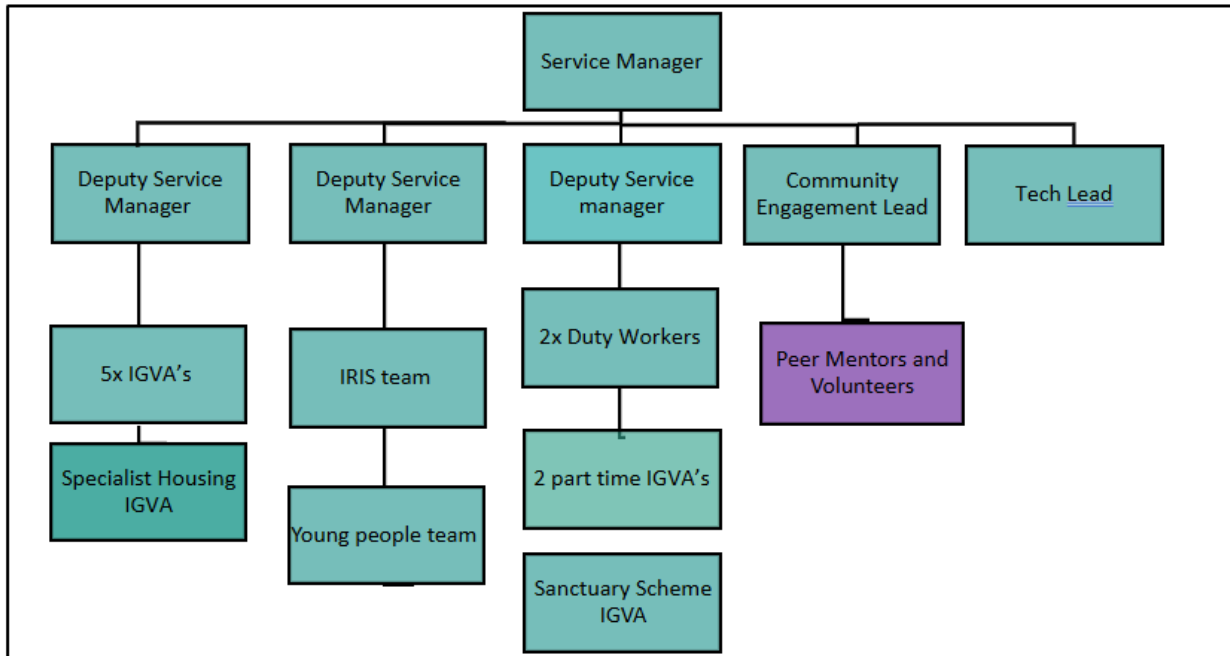 Service Manager
Deputy Service
Manager
Deputy Service
Manager
Deputy Service
manager
Community
Engagement Lead
Tech Lead
5x IGVA’s
IRIS team
2x Duty Workers
Peer Mentors and
Volunteers
Specialist Housing
IGVA
Young people team
2 part time IGVA’s
Sanctuary Scheme
IGVA